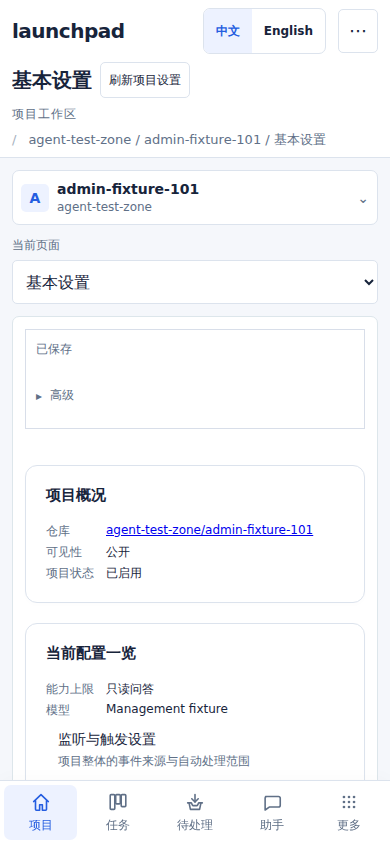 launchpad
中文 English ⋯
基本设置 刷新项目设置
项目工作区
/ agent-test-zone / admin-fixture-101 / 基本设置
A admin-fixture-101
agent-test-zone
当前页面
基本设置
已保存
▸ 高级
项目概况
仓库 agent-test-zone/admin-fixture-101
可见性 公开
项目状态 已启用
当前配置一览
能力上限 只读问答
模型 Management fixture
监听与触发设置
项目整体的事件来源与自动处理范围
项目 任务 待处理 助手 更多